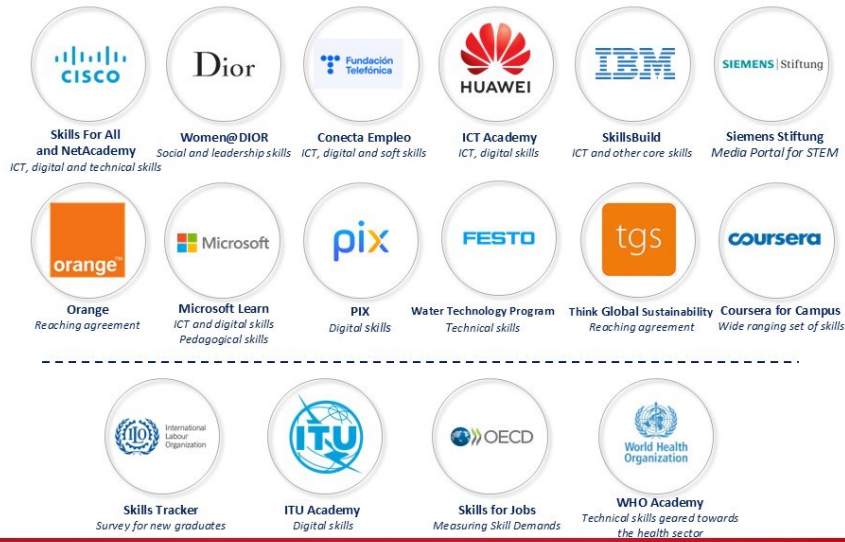 CISCO
Dior
Fundación
Telefónica
HUAWEI
IBM
SIEMENS | Stiftung
Skills For All
and NetAcademy
ICT, digital and technical skills
Women@DIOR
Social and leadership skills
Conecta Empleo
ICT, digital and soft skills
ICT Academy
ICT, digital skills
SkillsBuild
ICT and other core skills
Siemens Stiftung
Media Portal for STEM
orange™
Microsoft
pix
FESTO
tgs
coursera
Orange
Reaching agreement
Microsoft Learn
ICT and digital skills
Pedagogical skills
PIX
Digital skills
Water Technology Program
Technical skills
Think Global Sustainability
Reaching agreement
Coursera for Campus
Wide ranging set of skills
ILO
International
Labour
Organization
ITU
OECD
World Health
Organization
Skills Tracker
Survey for new graduates
ITU Academy
Digital skills
Skills for Jobs
Measuring Skill Demands
WHO Academy
Technical skills geared towards
the health sector